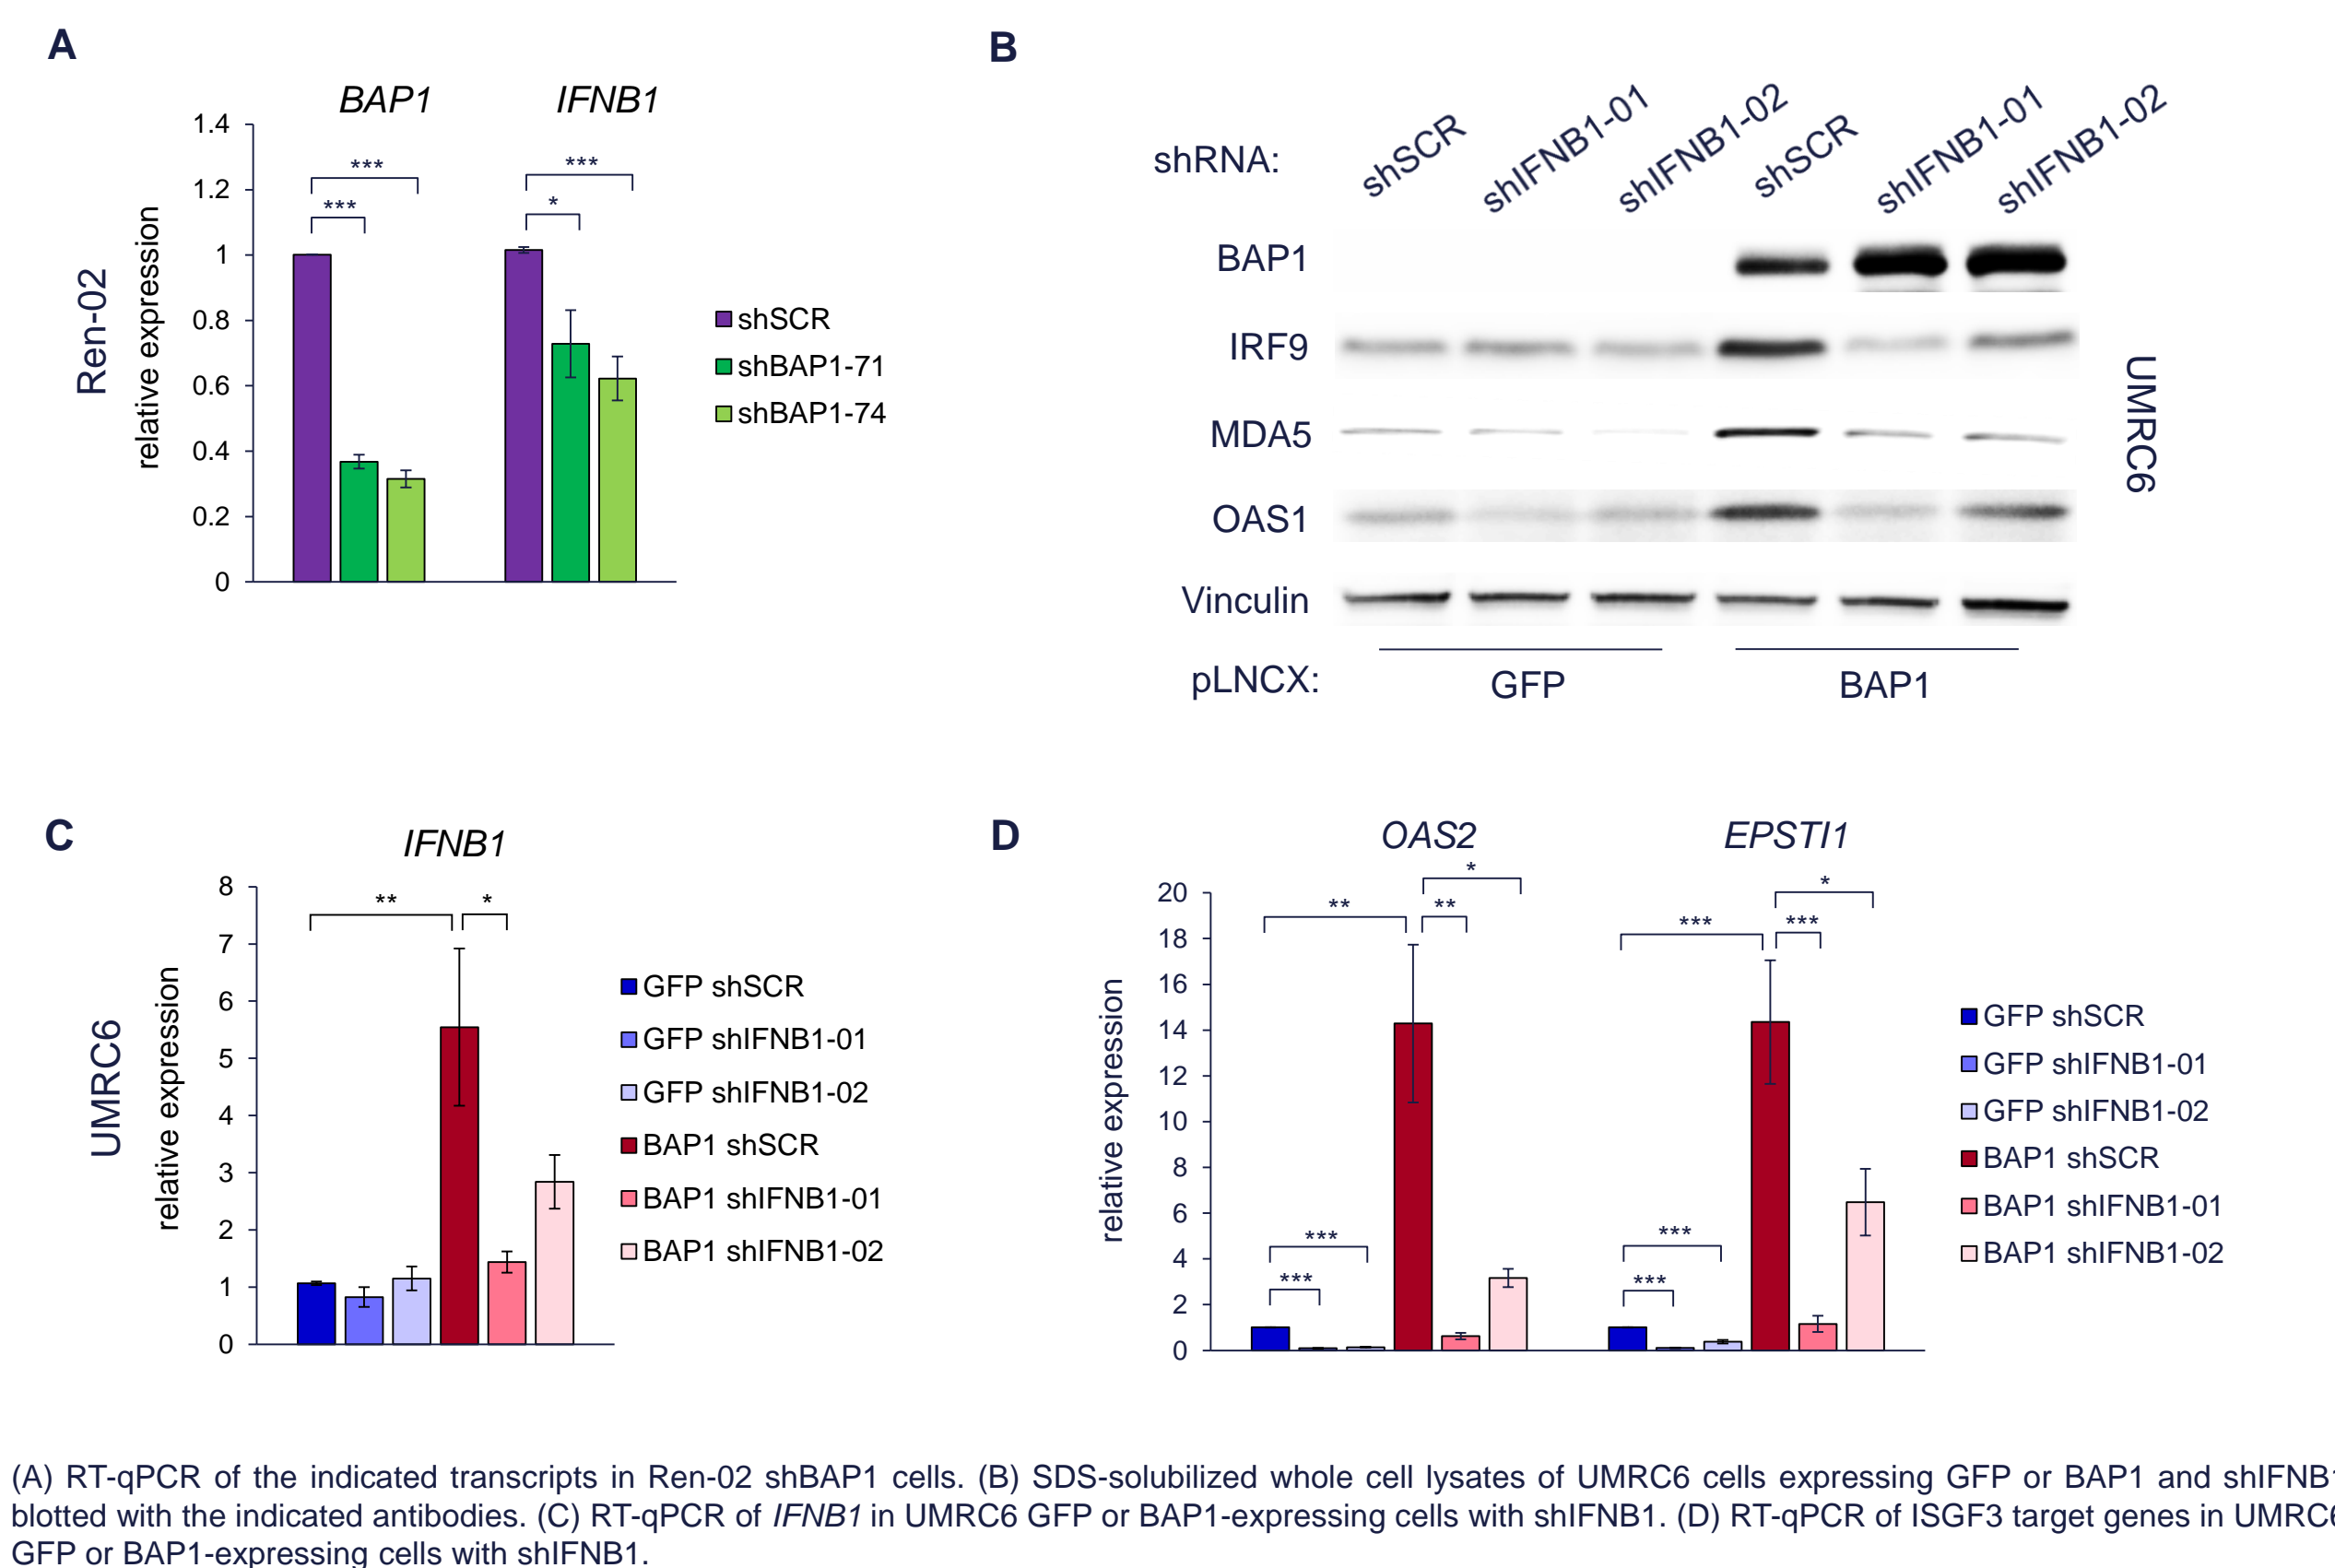 A
BAP1 IFNB1
Ren-02
relative expression
1.4
1.2
1
0.8
0.6
0.4
0.2
0
*** ***
*** *
shSCR
shBAP1-71
shBAP1-74
B
shRNA: shSCR shIFNB1-01 shIFNB1-02 shSCR shIFNB1-01 shIFNB1-02
BAP1
IRF9
MDA5
OAS1
Vinculin
pLNCX: GFP BAP1
UMRC6
C
IFNB1
UMRC6
relative expression
8
7
6
5
4
3
2
1
0
** *
GFP shSCR
GFP shIFNB1-01
GFP shIFNB1-02
BAP1 shSCR
BAP1 shIFNB1-01
BAP1 shIFNB1-02
D
OAS2 EPSTI1
relative expression
20
18
16
14
12
10
8
6
4
2
0
* *
** ** *** ***
*** ***
*** ***
GFP shSCR
GFP shIFNB1-01
GFP shIFNB1-02
BAP1 shSCR
BAP1 shIFNB1-01
BAP1 shIFNB1-02
(A) RT-qPCR of the indicated transcripts in Ren-02 shBAP1 cells. (B) SDS-solubilized whole cell lysates of UMRC6 cells expressing GFP or BAP1 and shIFNB1
blotted with the indicated antibodies. (C) RT-qPCR of IFNB1 in UMRC6 GFP or BAP1-expressing cells with shIFNB1. (D) RT-qPCR of ISGF3 target genes in UMRC6
GFP or BAP1-expressing cells with shIFNB1.